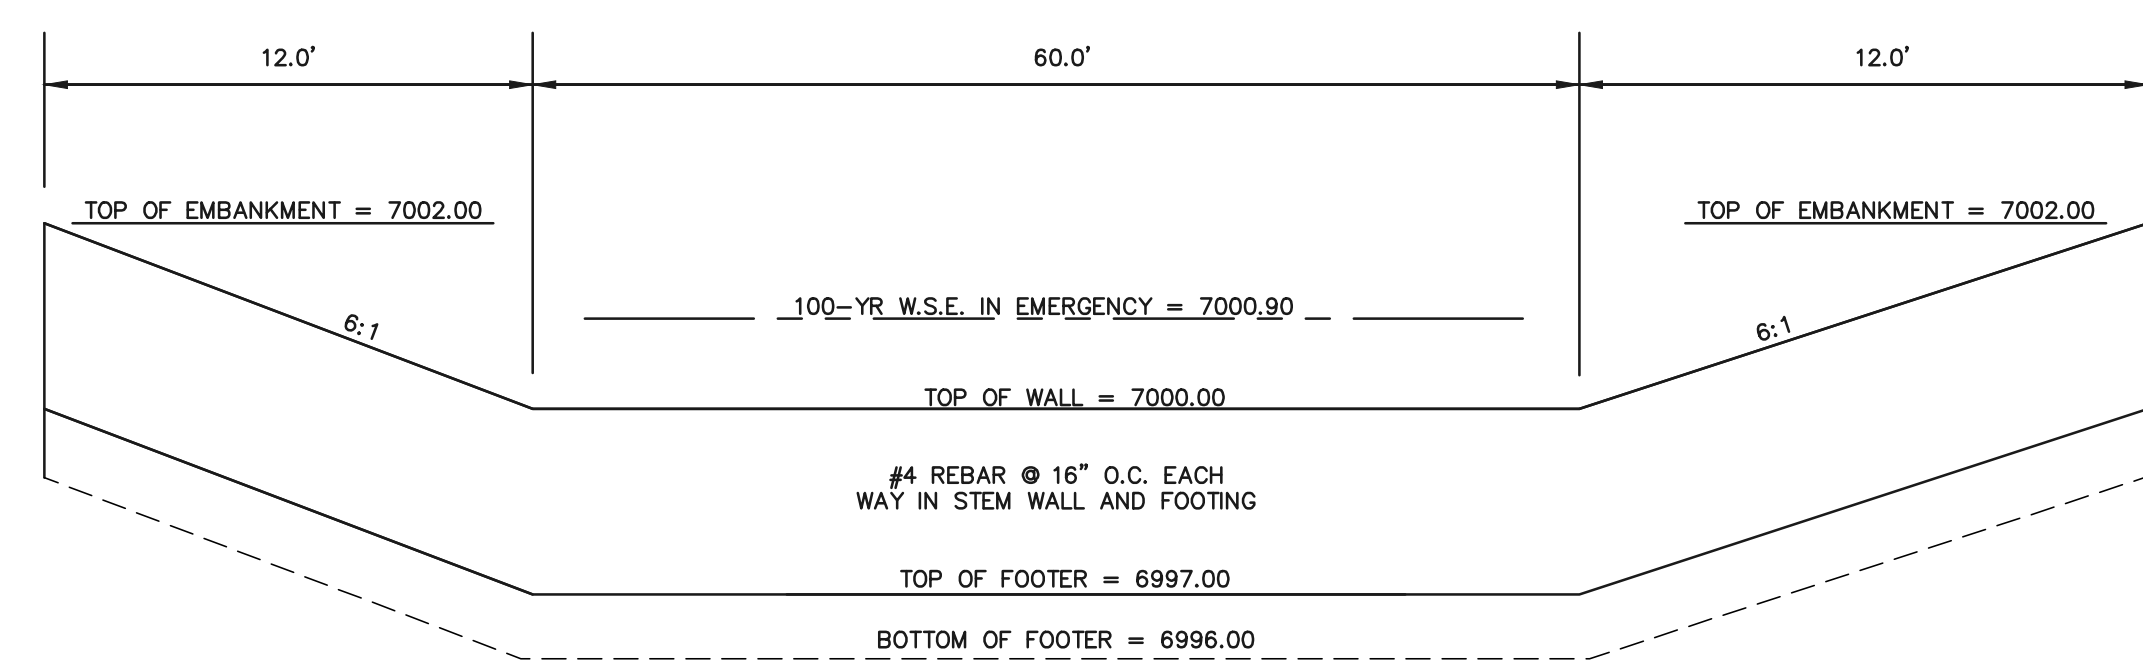 12.0' 60.0' 12.0'
TOP OF EMBANKMENT = 7002.00 TOP OF EMBANKMENT = 7002.00
100-YR W.S.E. IN EMERGENCY = 7000.90
6:1 6:1
TOP OF WALL = 7000.00
#4 REBAR @ 16" O.C. EACH
WAY IN STEM WALL AND FOOTING
TOP OF FOOTER = 6997.00
BOTTOM OF FOOTER = 6996.00